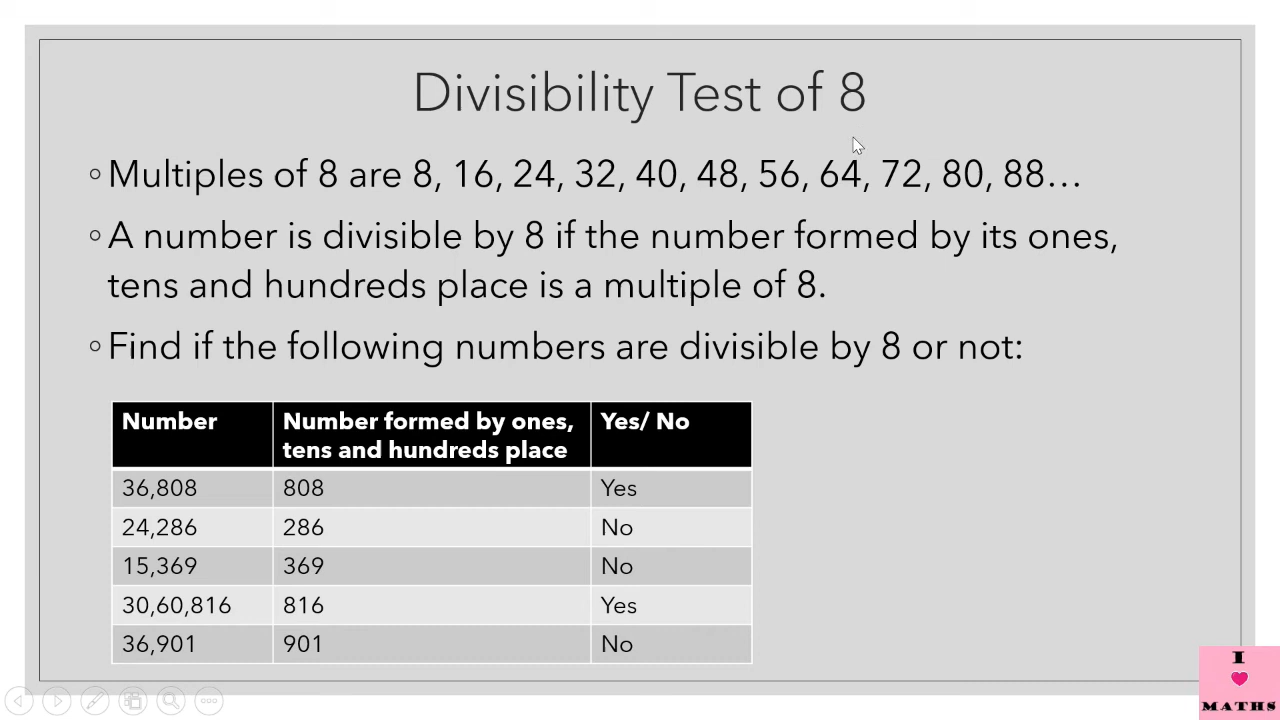 Divisibility Test of 8
◦Multiples of 8 are 8, 16, 24, 32, 40, 48, 56, 64, 72, 80, 88…
◦A number is divisible by 8 if the number formed by its ones,
tens and hundreds place is a multiple of 8.
◦Find if the following numbers are divisible by 8 or not:
Number Number formed by ones, Yes/ No
tens and hundreds place
36,808 808 Yes
24,286 286 No
15,369 369 No
30,60,816 816 Yes
36,901 901 No
I
MATHS